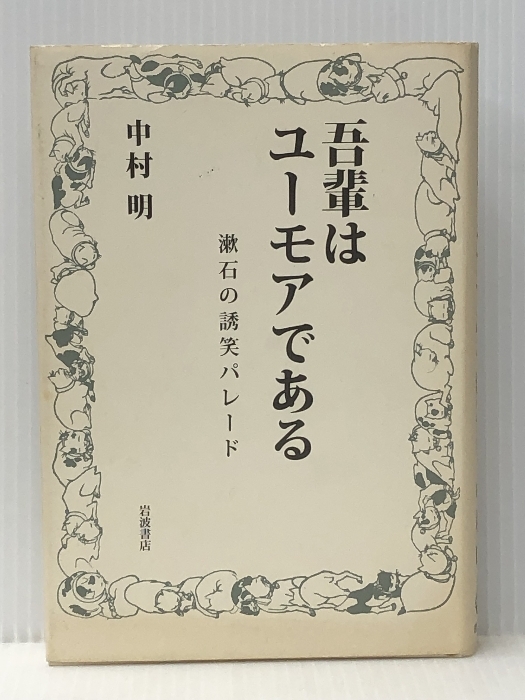 吾輩は
ユーモアである
漱石の誘笑パレード
中村 明
岩波書店